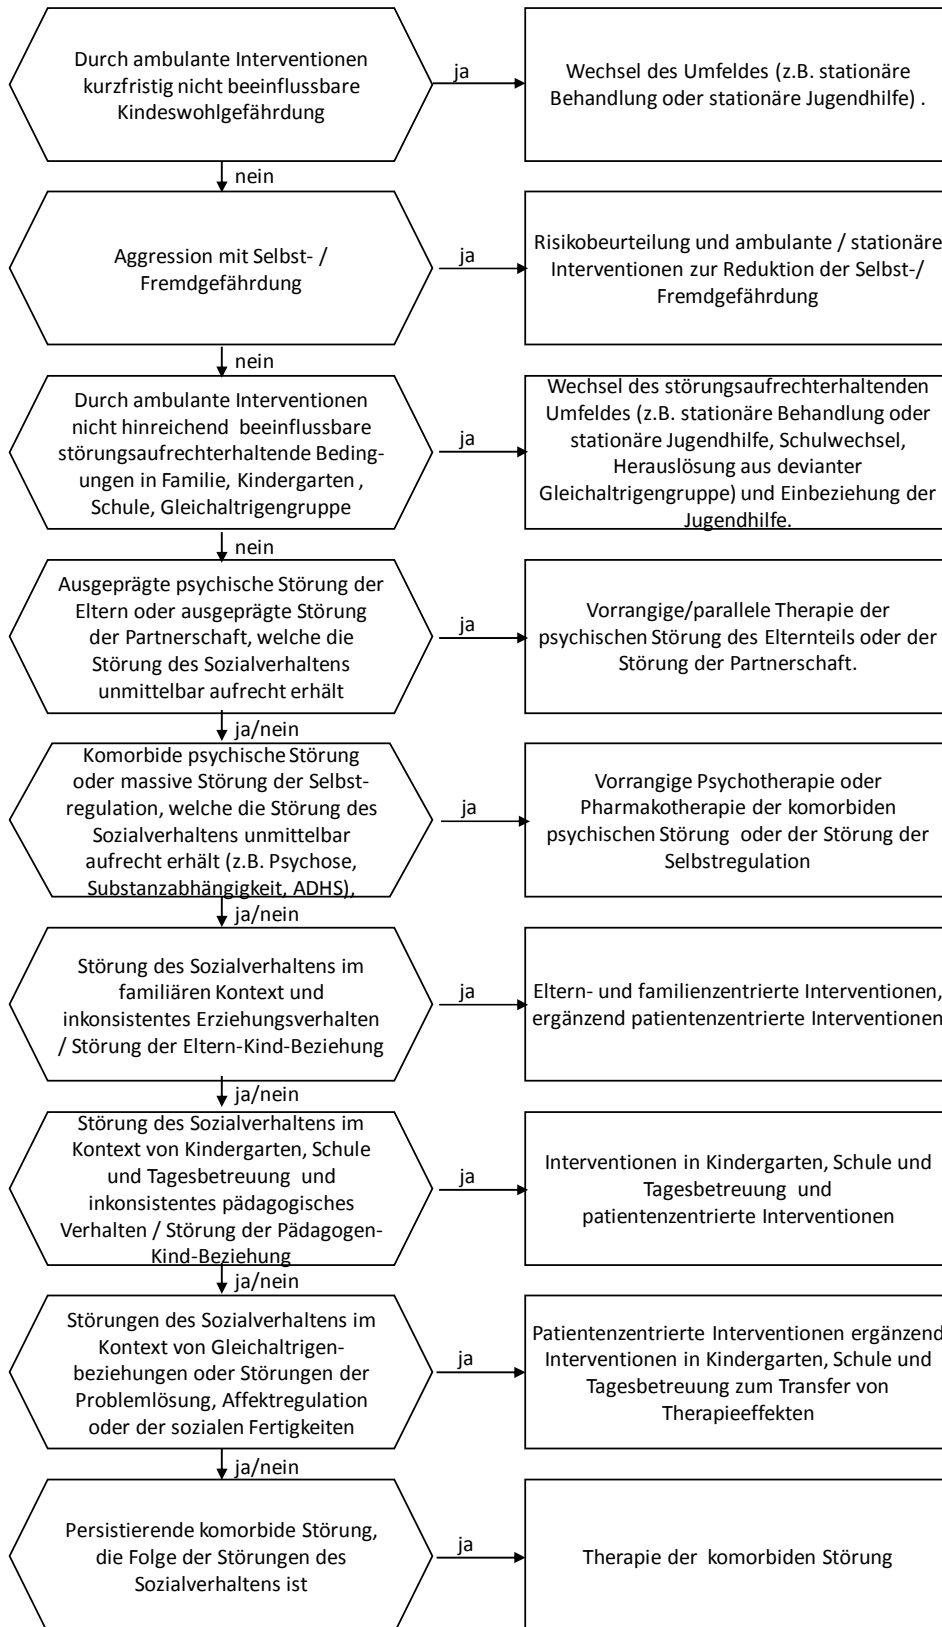 Durch ambulante Interventionen
kurzfristig nicht beeinflussbare
Kindeswohlgefährdung
ja
Wechsel des Umfeldes (z.B. stationäre
Behandlung oder stationäre Jugendhilfe) .
nein
Aggression mit Selbst- /
Fremdgefährdung
ja
Risikobeurteilung und ambulante / stationäre
Interventionen zur Reduktion der Selbst-/
Fremdgefährdung
nein
Durch ambulante Interventionen
nicht hinreichend beeinflussbare
störungsaufrechterhaltende Beding-
ungen in Familie, Kindergarten ,
Schule, Gleichaltrigengruppe
ja
Wechsel des störungsaufrechterhaltenden
Umfeldes (z.B. stationäre Behandlung oder
stationäre Jugendhilfe, Schulwechsel,
Herauslösung aus devianter
Gleichaltrigengruppe) und Einbeziehung der
Jugendhilfe.
nein
Ausgeprägte psychische Störung der
Eltern oder ausgeprägte Störung
der Partnerschaft, welche die
Störung des Sozialverhaltens
unmittelbar aufrecht erhält
ja
Vorrangige/parallele Therapie der
psychischen Störung des Elternteils oder der
Störung der Partnerschaft.
ja/nein
Komorbide psychische Störung
oder massive Störung der Selbst-
regulation, welche die Störung des
Sozialverhaltens unmittelbar
aufrecht erhält (z.B. Psychose,
Substanzabhängigkeit, ADHS),
ja
Vorrangige Psychotherapie oder
Pharmakotherapie der komorbiden
psychischen Störung oder der Störung der
Selbstregulation
ja/nein
Störung des Sozialverhaltens im
familiären Kontext und
inkonsistentes Erziehungsverhalten
/ Störung der Eltern-Kind-Beziehung
ja
Eltern- und familienzentrierte Interventionen,
ergänzend patientenzentrierte Interventionen
ja/nein
Störung des Sozialverhaltens im
Kontext von Kindergarten, Schule
und Tagesbetreuung und
inkonsistentes pädagogisches
Verhalten / Störung der Pädagogen-
Kind-Beziehung
ja
Interventionen in Kindergarten, Schule und
Tagesbetreuung und
patientenzentrierte Interventionen
ja/nein
Störungen des Sozialverhaltens im
Kontext von Gleichaltrigen-
beziehungen oder Störungen der
Problemlösung, Affektregulation
oder der sozialen Fertigkeiten
ja
Patientenzentrierte Interventionen ergänzend
Interventionen in Kindergarten, Schule und
Tagesbetreuung zum Transfer von
Therapieeffekten
ja/nein
Persistierende komorbide Störung,
die Folge der Störungen des
Sozialverhaltens ist
ja
Therapie der komorbiden Störung